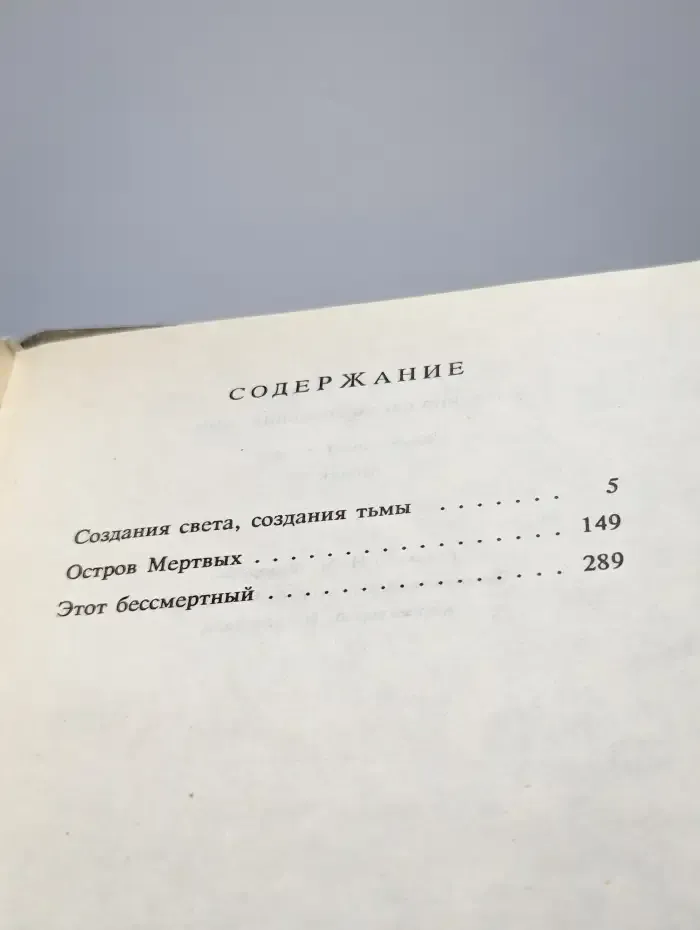 СОДЕРЖАНИЕ
Создания света, создания тьмы . . . . . . . 5
Остров Мертвых . . . . . . . . . . . . . . . . . 149
Этот бессмертный . . . . . . . . . . . . . . . . 289